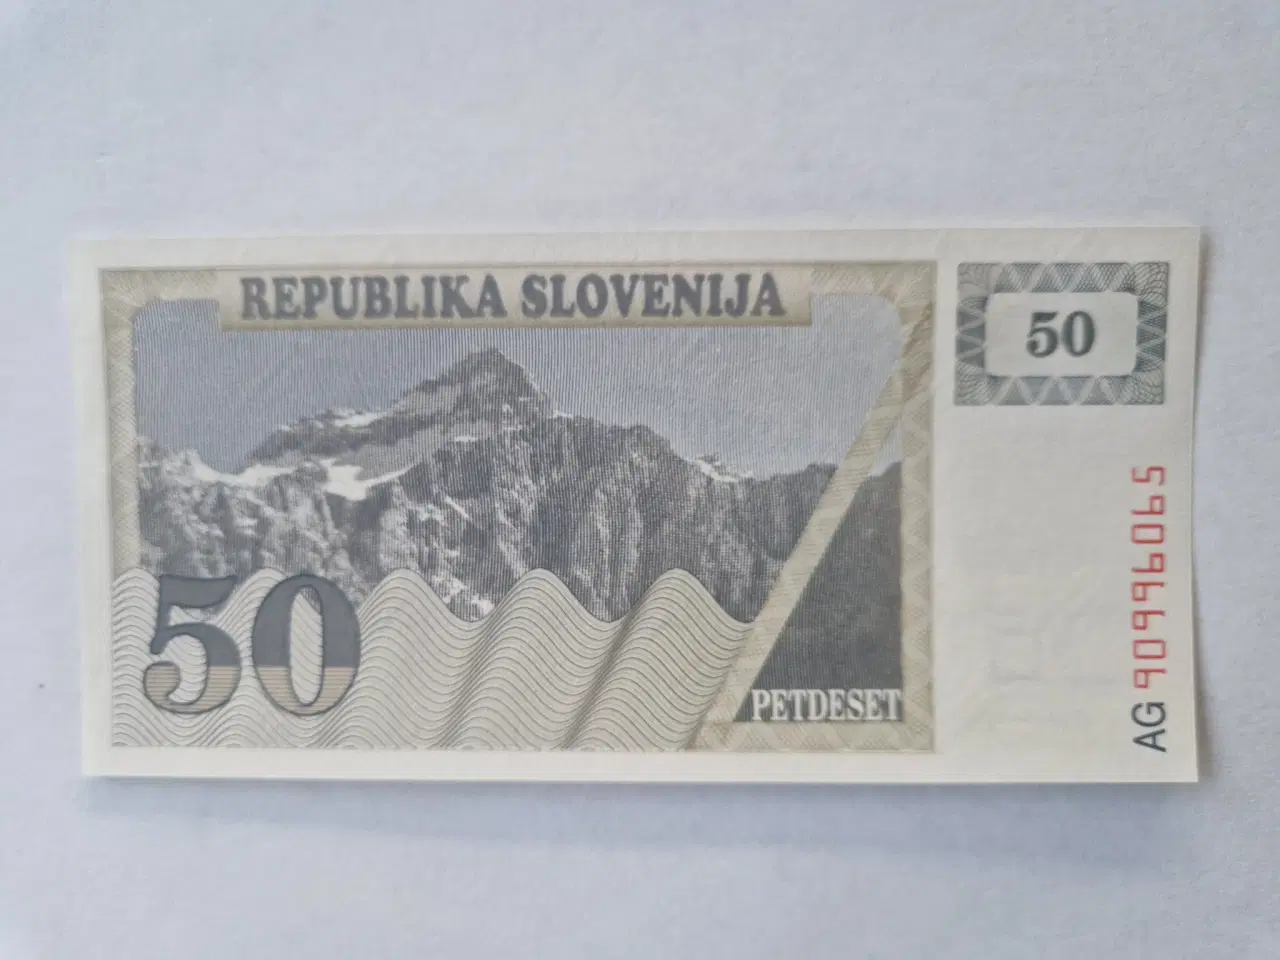 REPUBLIKA SLOVENIJA
50
50
PETDESET
AG 90996065